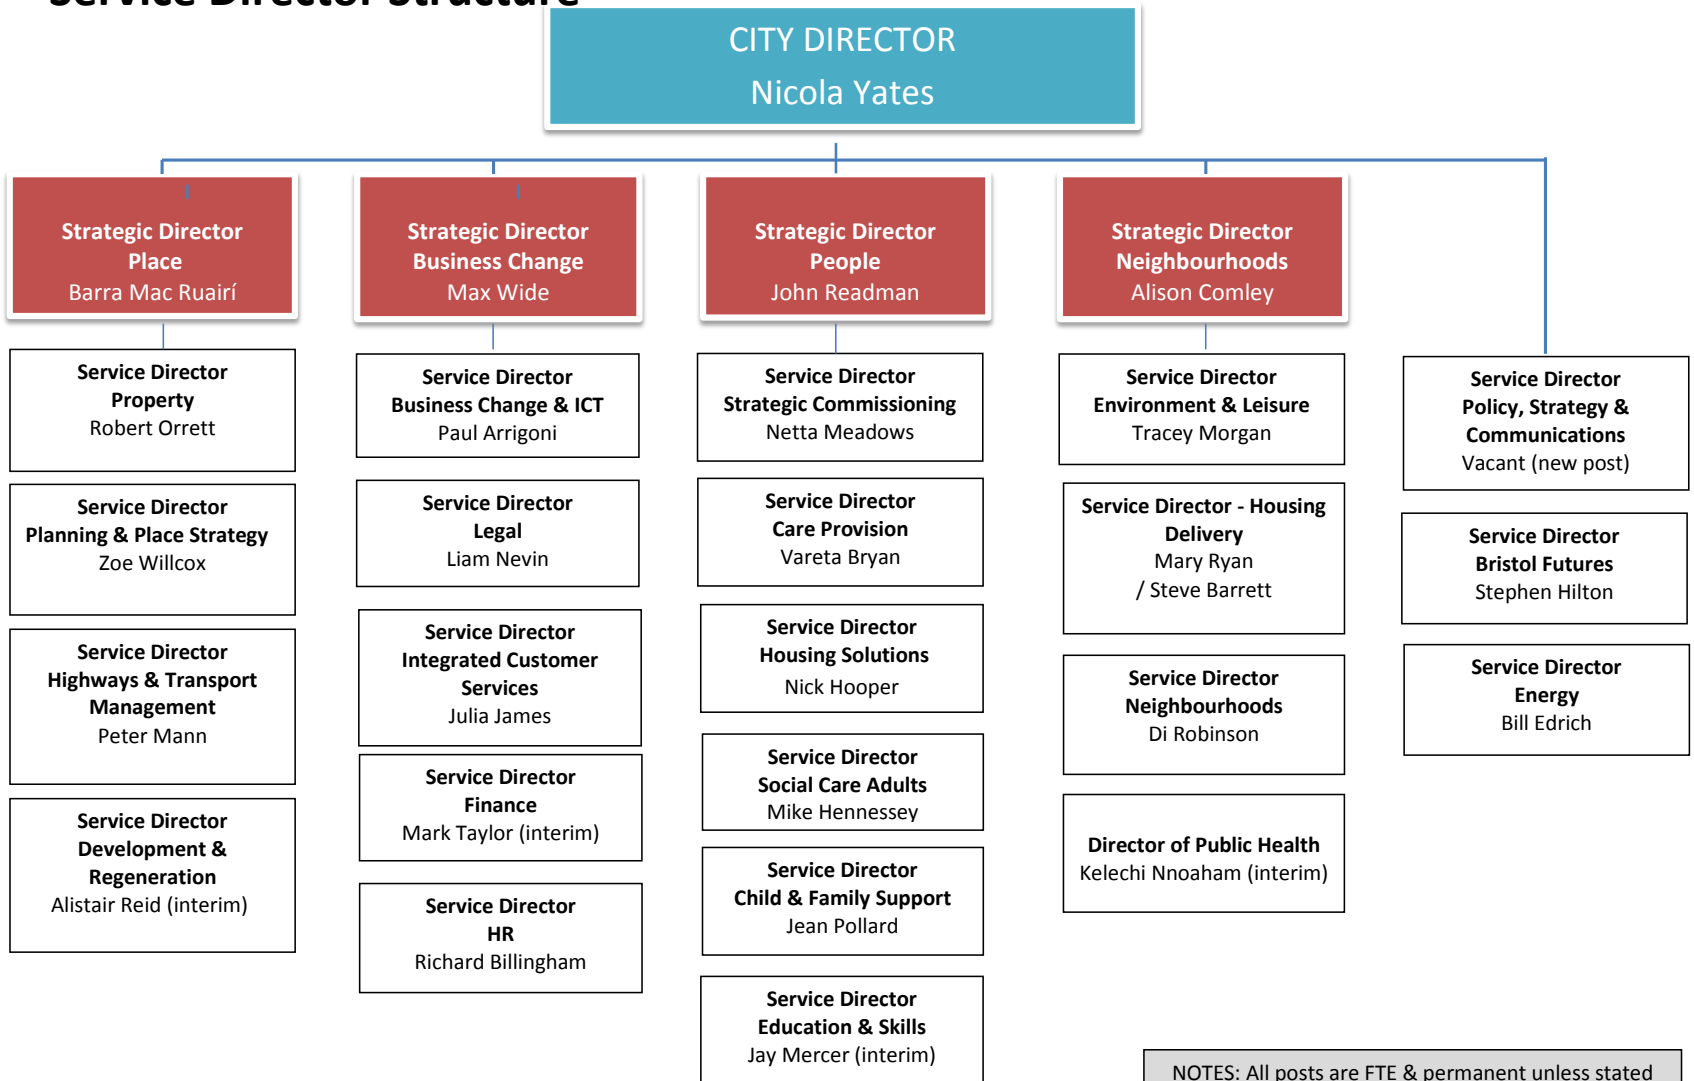 Service Director Structure
CITY DIRECTOR
Nicola Yates
Strategic Director
Place
Barra Mac Ruairí
Strategic Director
Business Change
Max Wide
Strategic Director
People
John Readman
Strategic Director
Neighbourhoods
Alison Comley
Service Director
Property
Robert Orrett
Service Director
Planning & Place Strategy
Zoe Willcox
Service Director
Highways & Transport
Management
Peter Mann
Service Director
Development &
Regeneration
Alistair Reid (interim)
Service Director
Business Change & ICT
Paul Arrigoni
Service Director
Legal
Liam Nevin
Service Director
Integrated Customer
Services
Julia James
Service Director
Finance
Mark Taylor (interim)
Service Director
HR
Richard Billingham
Service Director
Strategic Commissioning
Netta Meadows
Service Director
Care Provision
Vareta Bryan
Service Director
Housing Solutions
Nick Hooper
Service Director
Social Care Adults
Mike Hennessey
Service Director
Child & Family Support
Jean Pollard
Service Director
Education & Skills
Jay Mercer (interim)
Service Director
Environment & Leisure
Tracey Morgan
Service Director - Housing
Delivery
Mary Ryan
/ Steve Barrett
Service Director
Neighbourhoods
Di Robinson
Director of Public Health
Kelechi Nnoaham (interim)
Service Director
Policy, Strategy &
Communications
Vacant (new post)
Service Director
Bristol Futures
Stephen Hilton
Service Director
Energy
Bill Edrich
NOTES: All posts are FTE & permanent unless stated